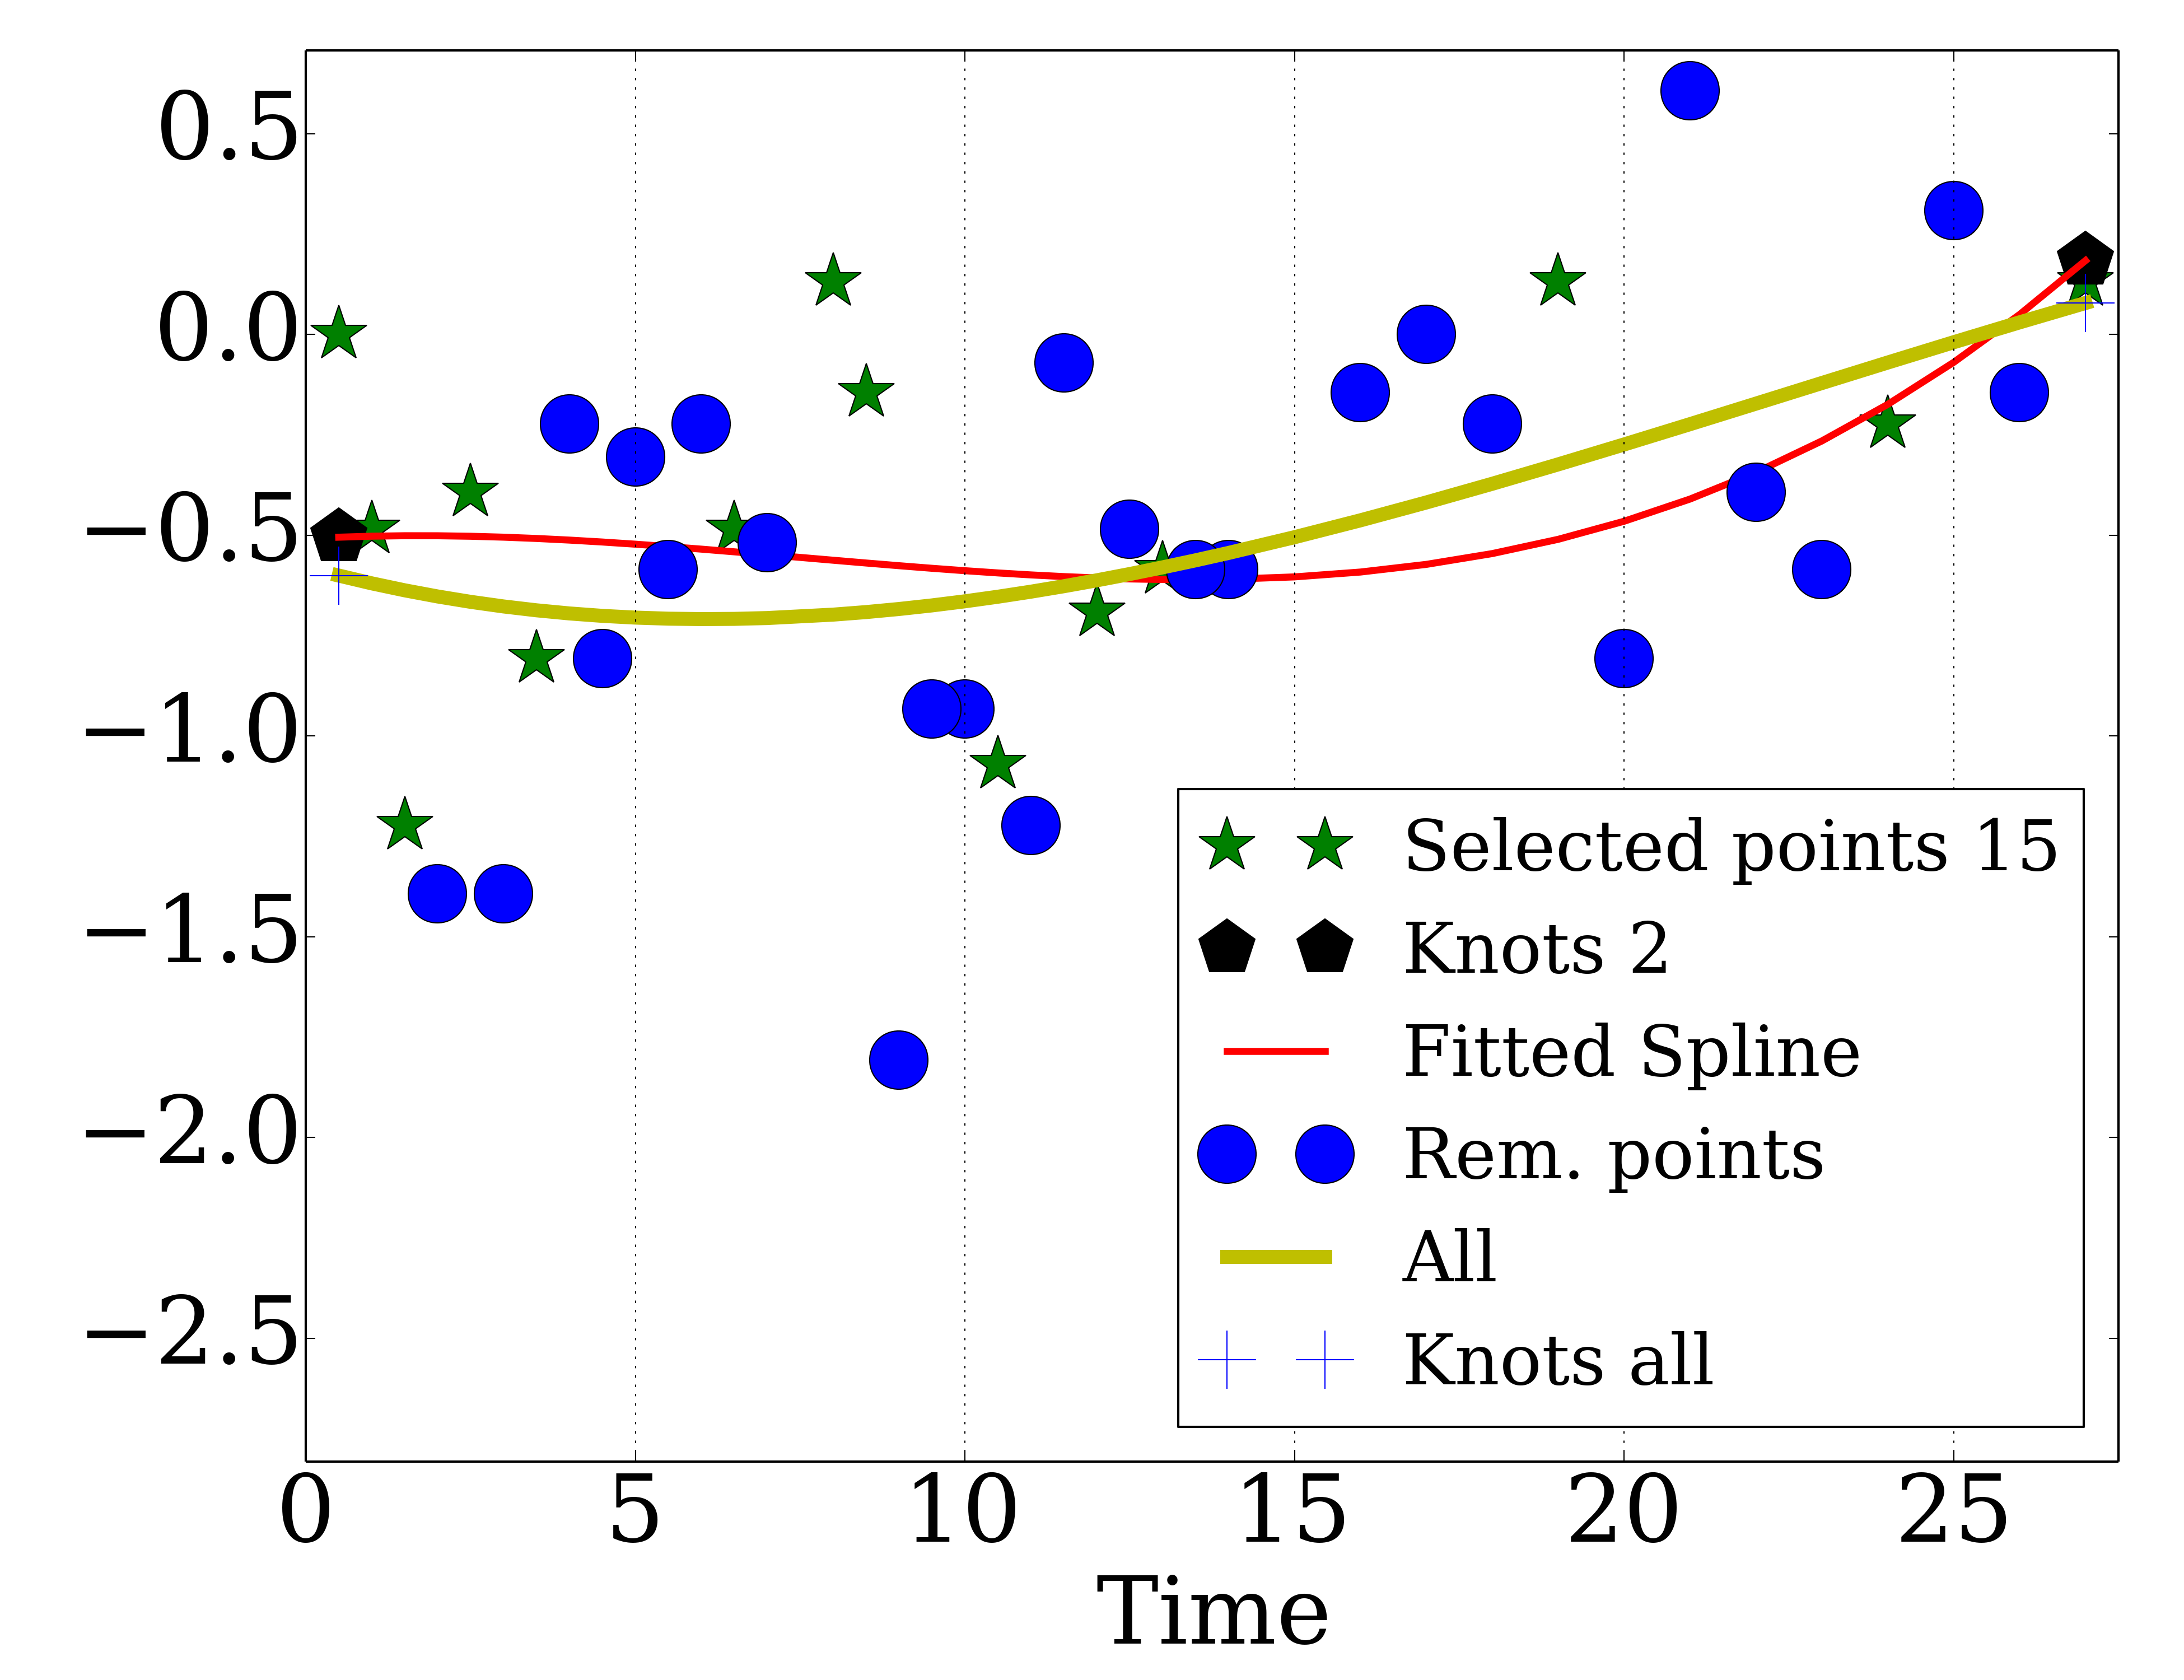 0.5
0.0
−0.5
−1.0
−1.5
−2.0
−2.5
Selected points 15
Knots 2
Fitted Spline
Rem. points
All
Knots all
0 5 10 15 20 25
Time